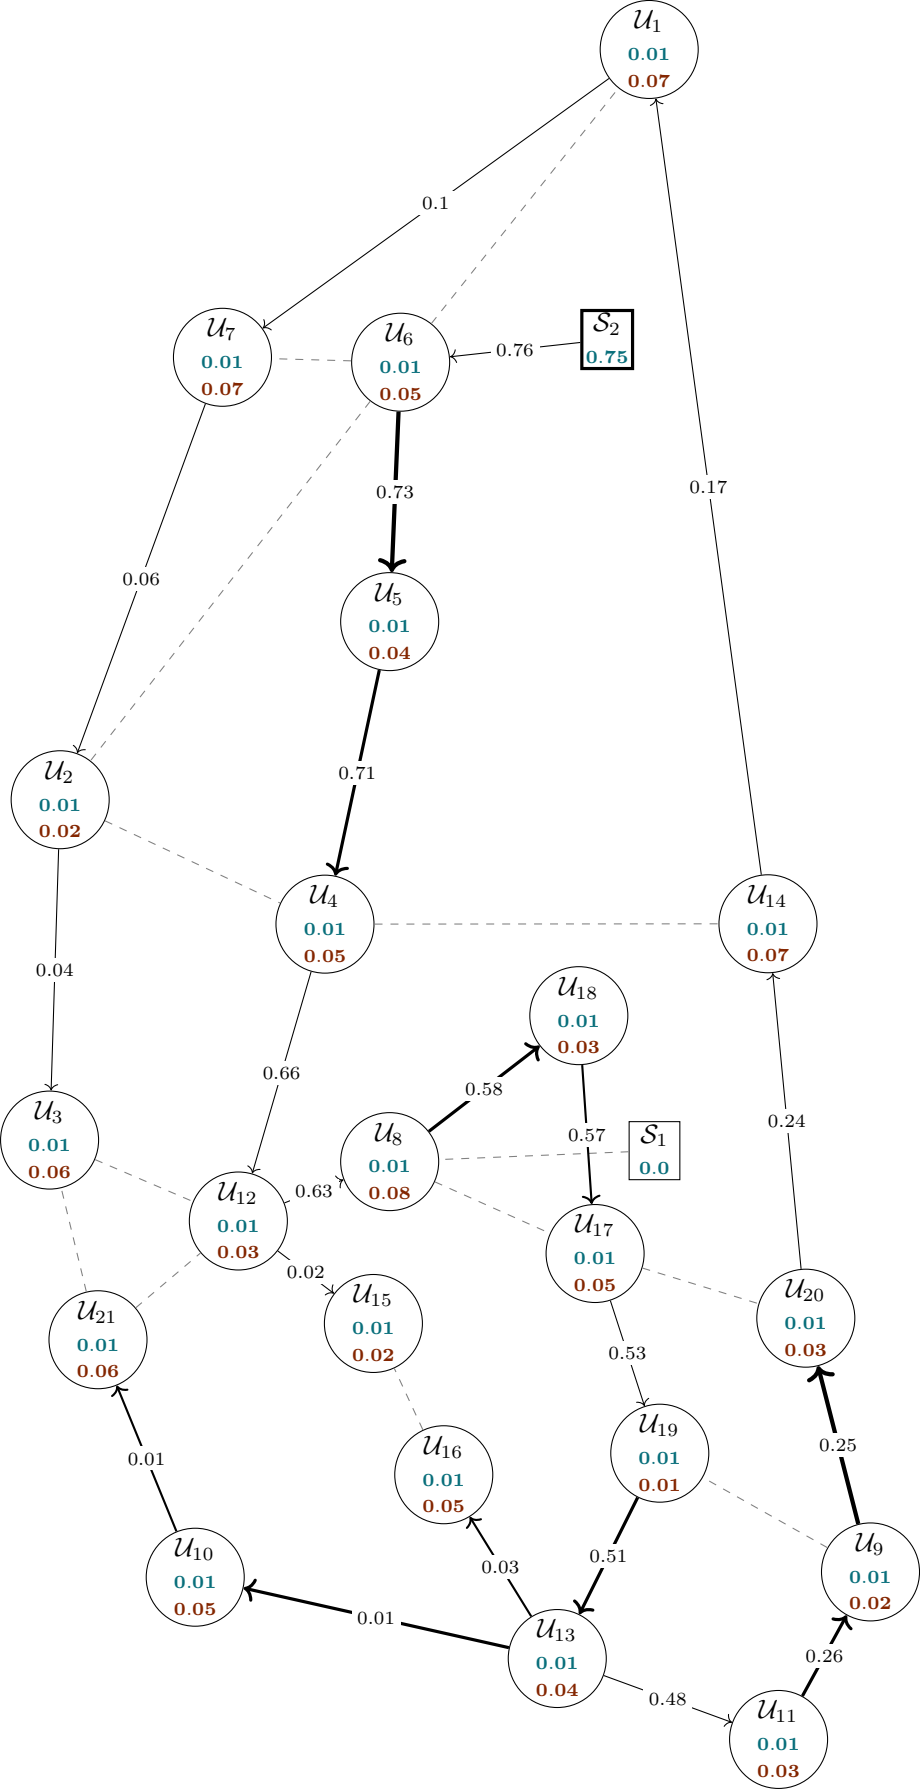 𝒰₁
0.01
0.07
0.1
𝒰₇
0.01
0.07
𝒰₆
0.01
0.05
0.76
𝒮₂
0.75
0.17
0.73
0.06
𝒰₅
0.01
0.04
0.71
𝒰₂
0.01
0.02
𝒰₄
0.01
0.05
𝒰₁₄
0.01
0.07
0.04
𝒰₁₈
0.01
0.03
0.66
0.58
0.24
𝒰₃
0.01
0.06
𝒰₈
0.01
0.08
0.57
𝒮₁
0.0
𝒰₁₂
0.01
0.03
0.63
𝒰₁₇
0.01
0.05
0.02
𝒰₂₁
0.01
0.06
𝒰₁₅
0.01
0.02
𝒰₂₀
0.01
0.03
0.53
𝒰₁₉
0.01
0.01
0.25
𝒰₁₆
0.01
0.05
0.01
𝒰₁₀
0.01
0.05
0.03
0.51
𝒰₉
0.01
0.02
0.01
𝒰₁₃
0.01
0.04
0.26
0.48
𝒰₁₁
0.01
0.03